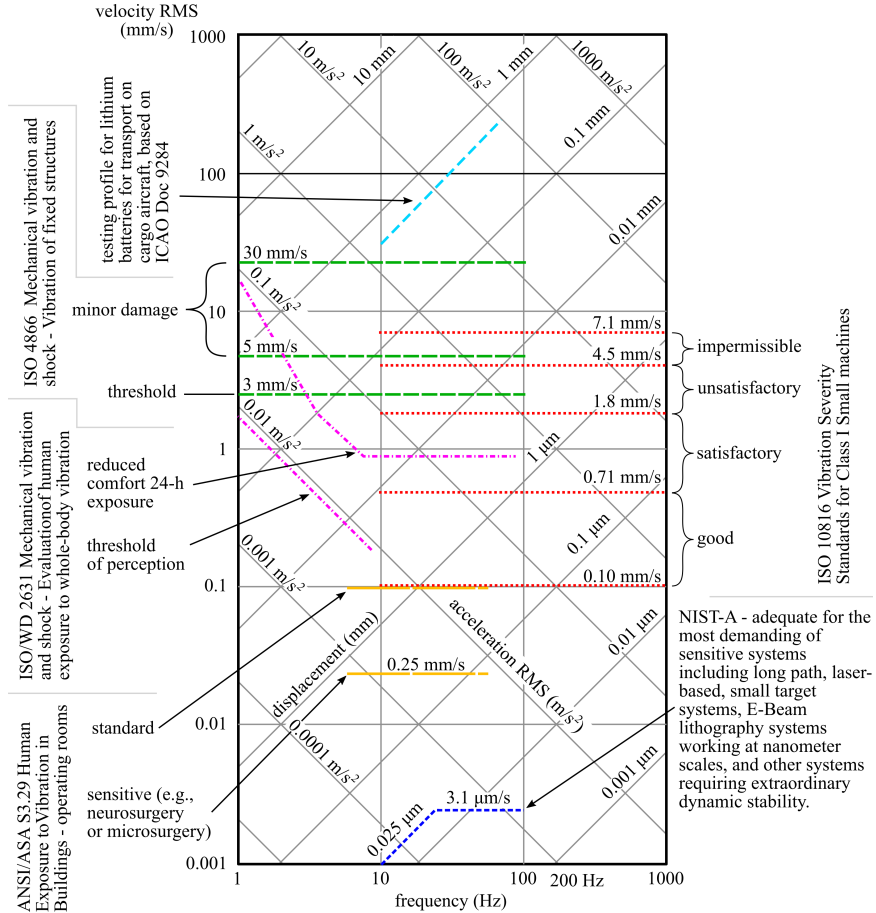 velocity RMS
(mm/s)
1000
100
10
1
0.1
0.01
0.001
1
10
100
200 Hz
1000
frequency (Hz)
10 m/s²
10 mm
100 m/s²
1 mm
1000 m/s²
1 m/s²
0.1 mm
0.01 mm
30 mm/s
0.1 m/s²
7.1 mm/s
5 mm/s
4.5 mm/s
3 mm/s
1.8 mm/s
0.01 m/s²
1 µm
0.71 mm/s
0.1 µm
0.001 m/s²
0.10 mm/s
displacement (mm)
acceleration RMS (m/s²)
0.01 µm
0.25 mm/s
0.0001 m/s²
0.001 µm
3.1 µm/s
0.025 µm
testing profile for lithium
batteries for transport on
cargo aircraft, based on
ICAO Doc 9284
ISO 4866  Mechanical vibration and
shock - Vibration of fixed structures
minor damage
threshold
ISO/WD 2631 Mechanical vibration
and shock - Evaluationof human
exposure to whole-body vibration
reduced
comfort 24-h
exposure
threshold
of perception
ANSI/ASA S3.29 Human
Exposure toVibration in
Buildings - operating rooms
standard
sensitive (e.g.,
neurosurgery
or microsurgery)
impermissible
unsatisfactory
satisfactory
good
ISO 10816 Vibration Severity
Standards for Class I Small machines
NIST-A - adequate for the
most demanding of
sensitive systems
including long path, laser-
based, small target
systems, E-Beam
lithography systems
working at nanometer
scales, and other systems
requiring extraordinary
dynamic stability.